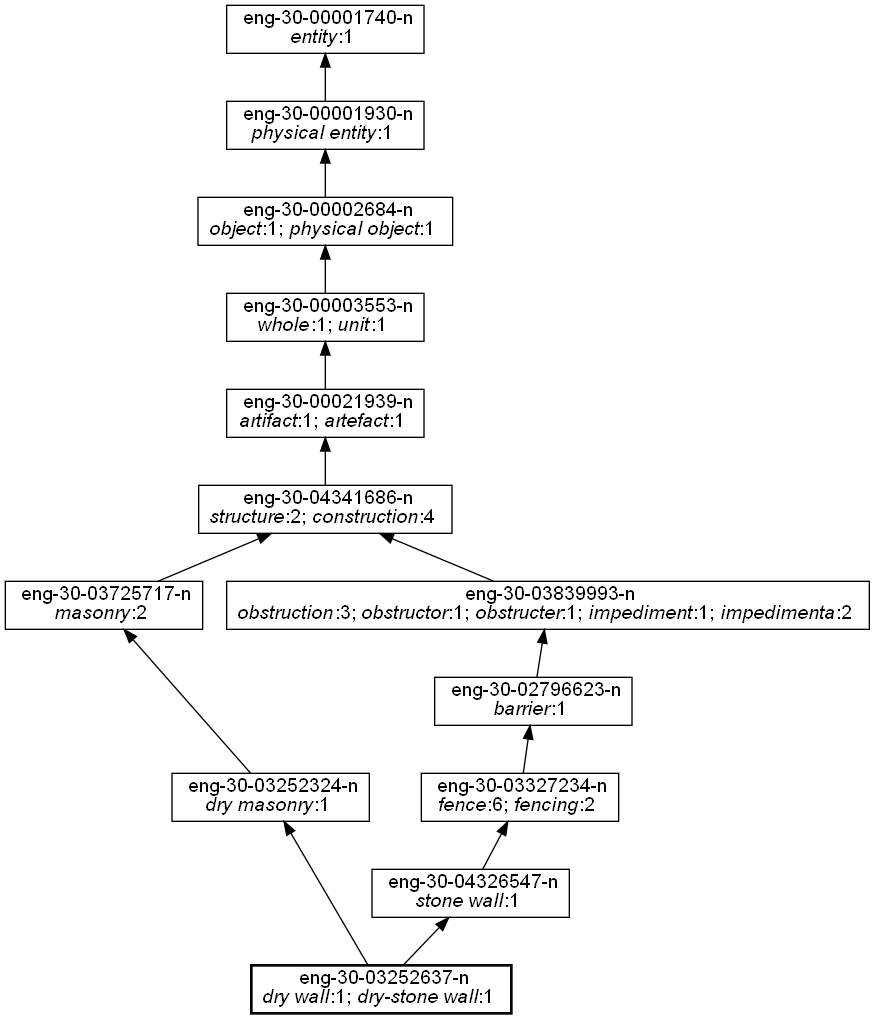 eng-30-00001740-n
entity:1
eng-30-00001930-n
physical entity:1
eng-30-00002684-n
object:1; physical object:1
eng-30-00003553-n
whole:1; unit:1
eng-30-00021939-n
artifact:1; artefact:1
eng-30-04341686-n
structure:2; construction:4
eng-30-03725717-n
masonry:2
eng-30-03839993-n
obstruction:3; obstructor:1; obstructer:1; impediment:1; impedimenta:2
eng-30-02796623-n
barrier:1
eng-30-03252324-n
dry masonry:1
eng-30-03327234-n
fence:6; fencing:2
eng-30-04326547-n
stone wall:1
eng-30-03252637-n
dry wall:1; dry-stone wall:1